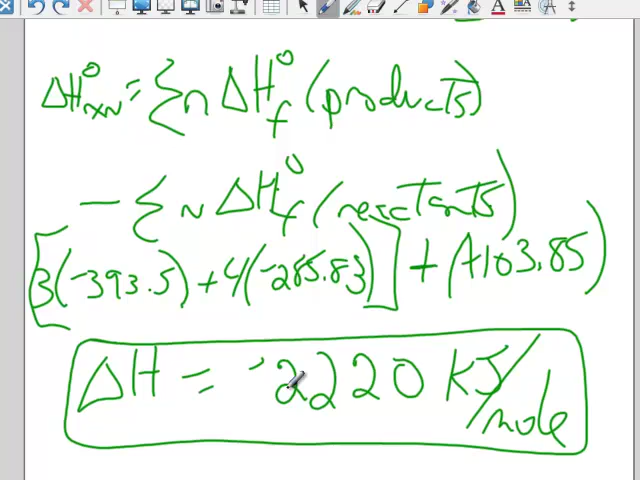 ΔH°rxn = Σ n ΔH°f (products)
− Σ n ΔH°f (reactants)
[3(-393.5) + 4(-285.83)] + (+103.85)
ΔH = -2220 kJ/mole